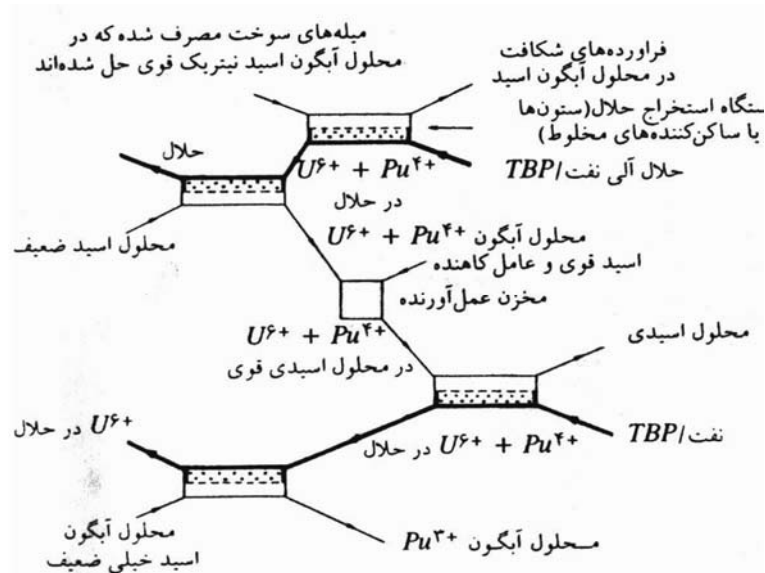 میله‌های سوخت مصرف شده‌که در
محلول آبگون اسید نیتریک قوی حل شده‌اند
فراورده‌های شکافت
در محلول آبگون اسید
ستگاه استخراج حلال(ستون‌ها
یا ساکن‌کننده‌های مخلوط)
حلال
U⁶⁺ + Pu⁴⁺
در حلال
حلال آلی نفت/TBP
محلول اسید ضعیف
محلول آبگون U⁶⁺ + Pu⁴⁺
اسید قوی و عامل کاهنده
مخزن عمل‌آورنده
U⁶⁺ + Pu⁴⁺
در محلول اسیدی قوی
محلول اسیدی
نفت/TBP
U⁶⁺ + Pu⁴⁺ در حلال
U⁶⁺ در حلال
محلول آبگون
اسید خیلی ضعیف
محلول آبگون Pu³⁺